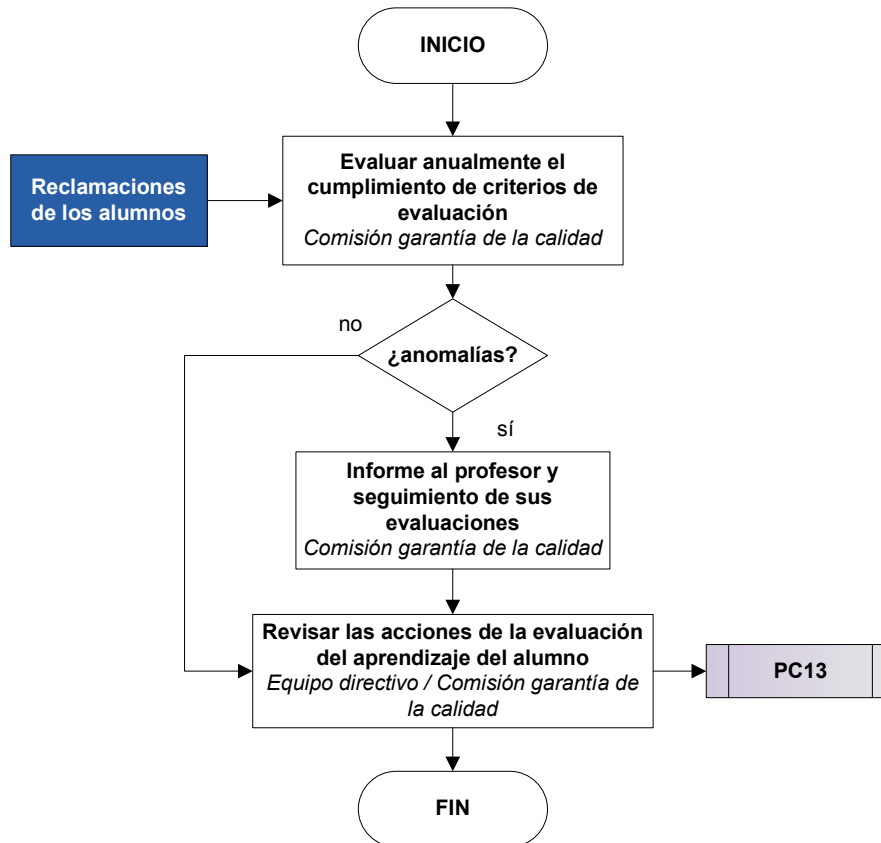 INICIO
Reclamaciones
de los alumnos
Evaluar anualmente el
cumplimiento de criterios de
evaluación
Comisión garantía de la calidad
no
¿anomalías?
sí
Informe al profesor y
seguimiento de sus
evaluaciones
Comisión garantía de la calidad
Revisar las acciones de la evaluación
del aprendizaje del alumno
Equipo directivo / Comisión garantía de
la calidad
PC13
FIN